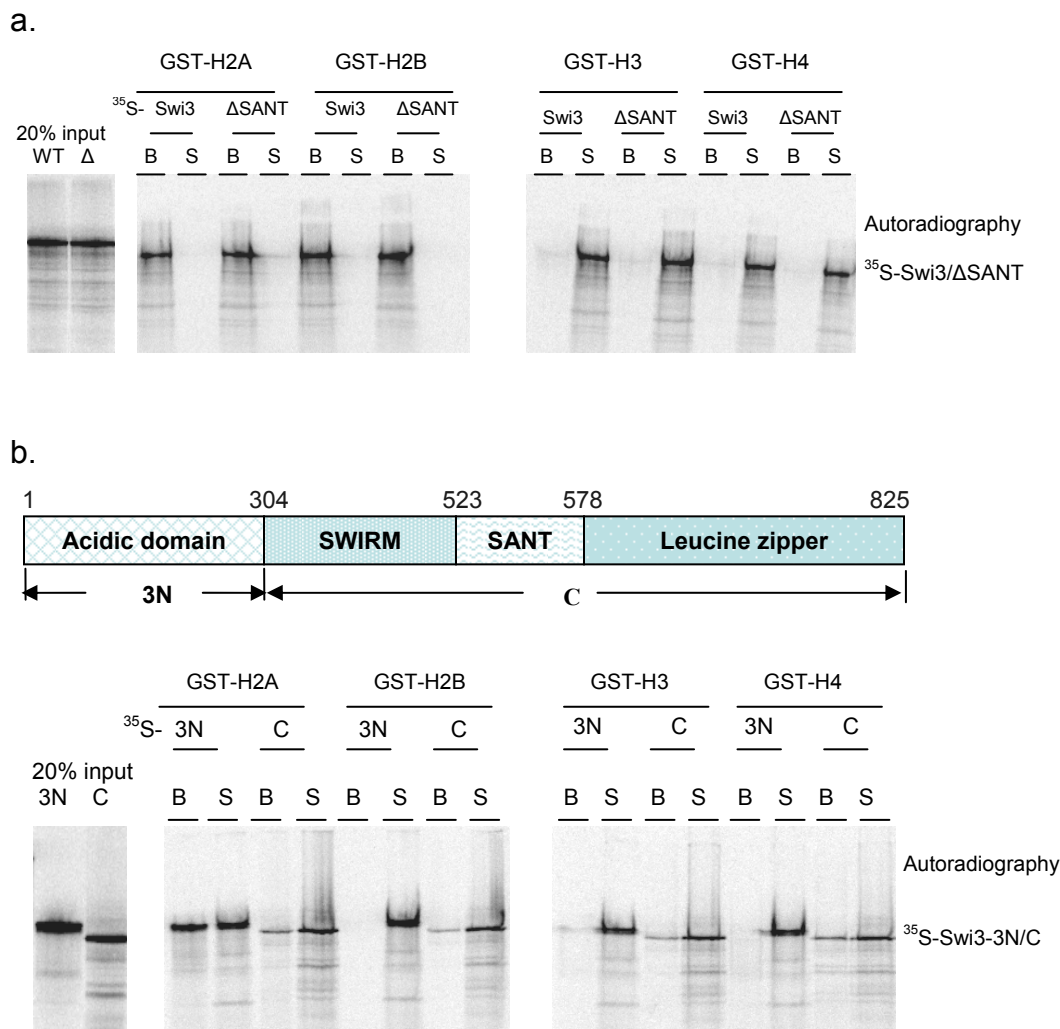 a.
GST-H2A GST-H2B GST-H3 GST-H4
35S- Swi3 ΔSANT Swi3 ΔSANT Swi3 ΔSANT Swi3 ΔSANT
20% input
WT Δ B S B S B S B S B S B S B S B S
Autoradiography
35S-Swi3/ΔSANT
b.
1 304 523 578 825
Acidic domain SWIRM SANT Leucine zipper
3N C
GST-H2A GST-H2B GST-H3 GST-H4
35S- 3N C 3N C 3N C 3N C
20% input
3N C B S B S B S B S B S B S B S B S
Autoradiography
35S-Swi3-3N/C